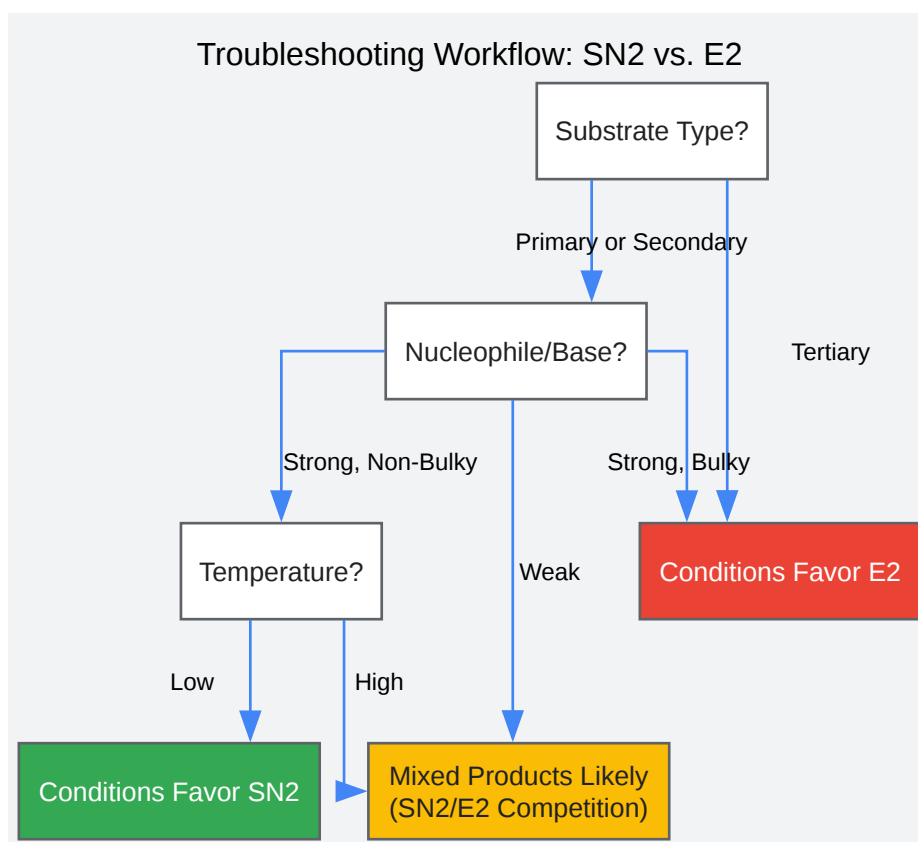 Troubleshooting Workflow: SN2 vs. E2
Substrate Type?
Primary or Secondary
Nucleophile/Base?
Tertiary
Strong, Non-Bulky
Strong, Bulky
Temperature?
Weak
Conditions Favor E2
Low
High
Conditions Favor SN2
Mixed Products Likely
(SN2/E2 Competition)